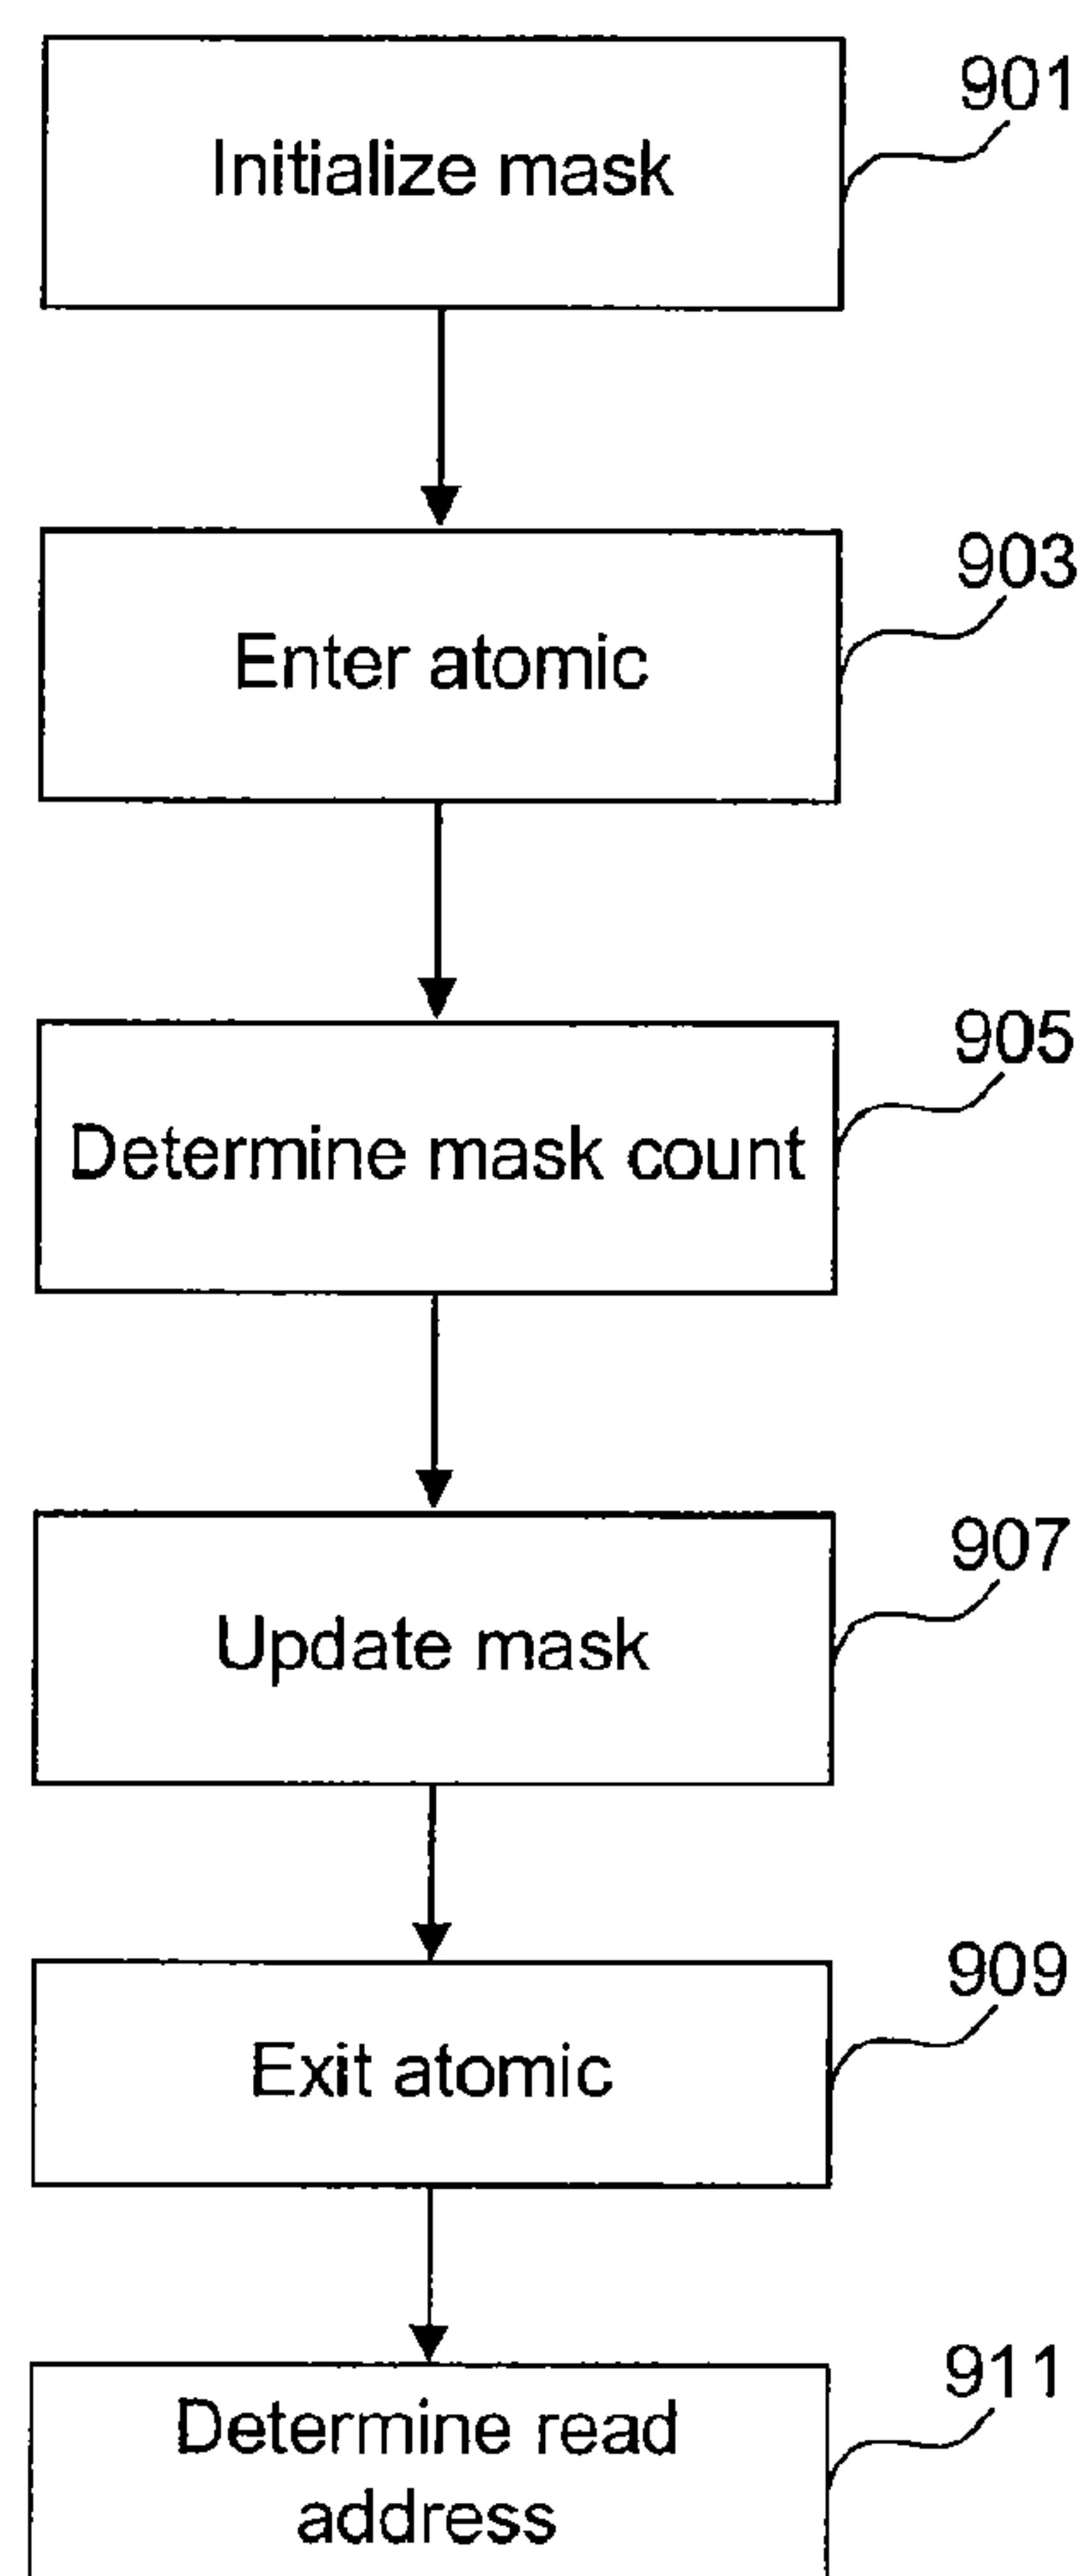 901
Initialize mask
903
Enter atomic
905
Determine mask count
907
Update mask
909
Exit atomic
911
Determine read
address